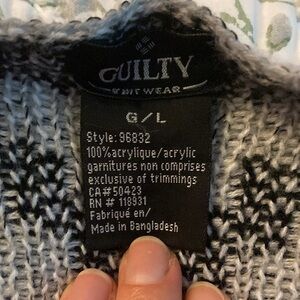 GUILTY
KNITWEAR
G/L
Style: 96832
100%acrylique/acrylic
garnitures non comprises
exclusive of trimmings
CA#50423
RN # 118931
Fabriqué en/
Made in Bangladesh